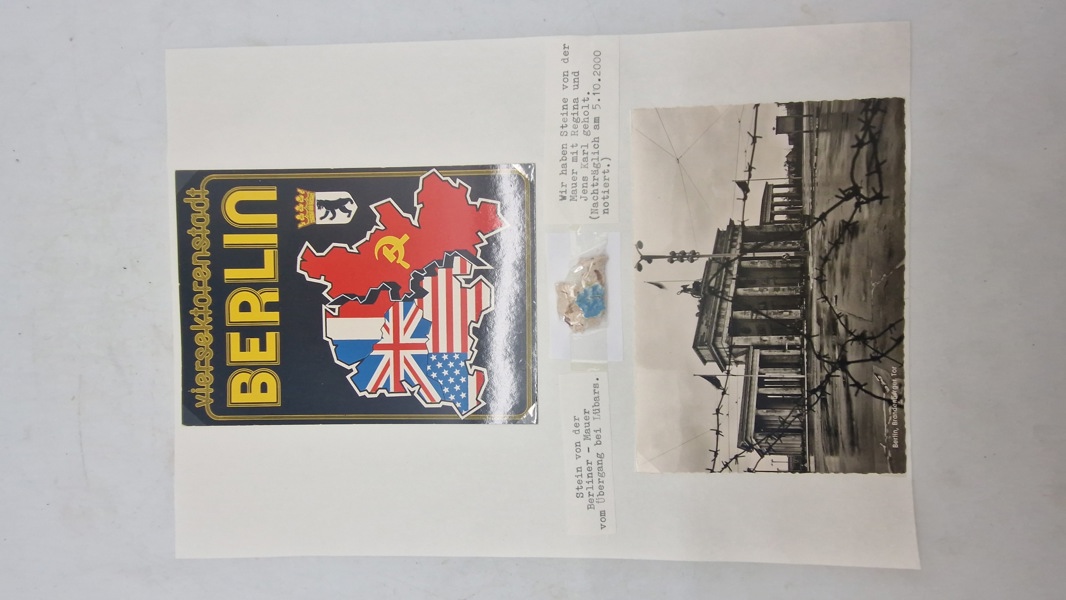 viersektorenstadt
BERLIN
Stein von der
Berliner - Mauer
vom Übergang bei Lübars.
Wir haben Steine von der
Mauer mit Regina und
Jens Karl geholt.
(Nachträglich am 5.10.2000
notiert.)
Berlin, Brandenburger Tor